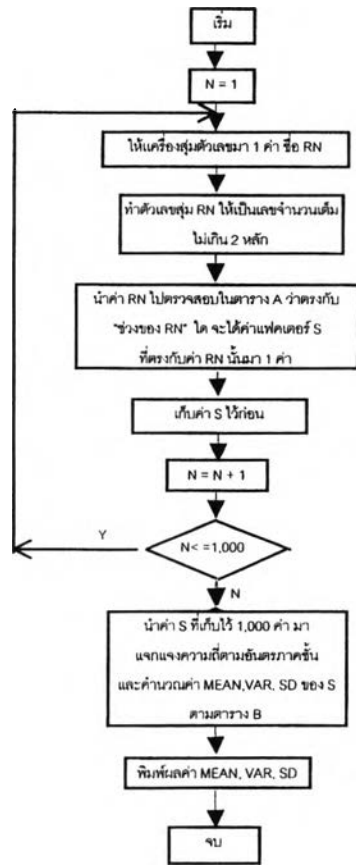 เริ่ม
N = 1
ให้เครื่องสุ่มตัวเลขมา 1 ค่า ชื่อ RN
ทำตัวเลขสุ่ม RN ให้เป็นเลขจำนวนเต็ม
ไม่เกิน 2 หลัก
นำค่า RN ไปตรวจสอบในตาราง A ว่าตรงกับ
"ช่วงของ RN" ใด จะได้ค่าแฟคเตอร์ S
ที่ตรงกับค่า RN นั้นมา 1 ค่า
เก็บค่า S ไว้ก่อน
N = N + 1
Y
N< =1,000
N
นำค่า S ที่เก็บไว้ 1,000 ค่า มา
แจกแจงความถี่ตามอันตรภาคชั้น
และคำนวณค่า MEAN,VAR, SD ของ S
ตามตาราง B
พิมพ์ผลค่า MEAN, VAR, SD
จบ